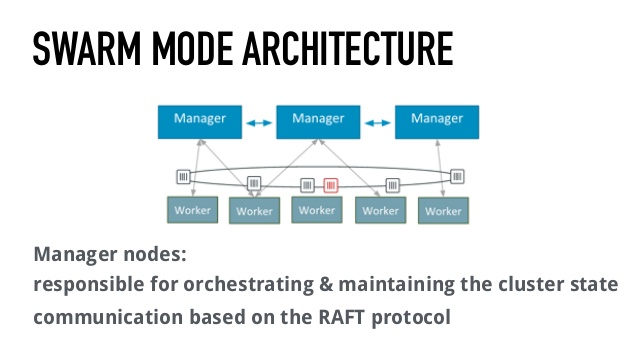 SWARM MODE ARCHITECTURE
Manager Manager Manager
Worker Worker Worker Worker Worker
Manager nodes:
responsible for orchestrating & maintaining the cluster state
communication based on the RAFT protocol